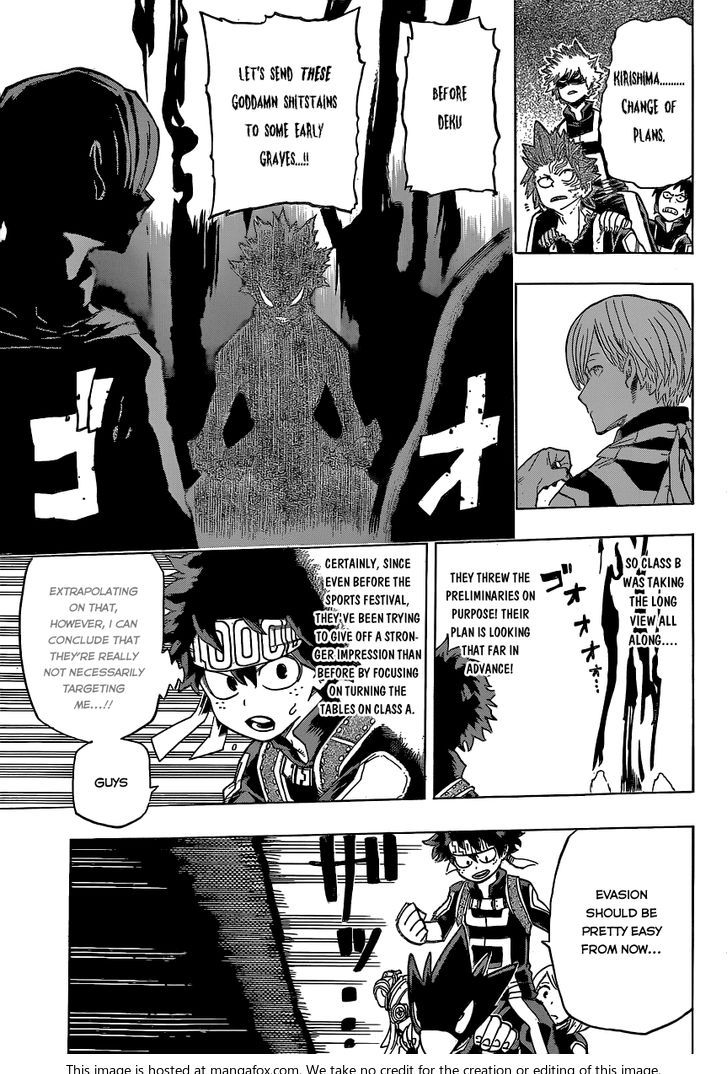 KIRISHIMA.........
CHANGE OF
PLANS.
BEFORE
DEKU
LET'S SEND THESE
GODDAMN SHITSTAINS
TO SOME EARLY
GRAVES...!!
ゴ
オ
SO CLASS B
WAS TAKING
THE LONG
VIEW ALL
ALONG....
ゴオオオ...
THEY THREW THE
PRELIMINARIES ON
PURPOSE! THEIR
PLAN IS LOOKING
THAT FAR IN
ADVANCE!
CERTAINLY, SINCE
EVEN BEFORE THE
SPORTS FESTIVAL,
THEY'VE BEEN TRYING
TO GIVE OFF A STRON-
GER IMPRESSION THAN
BEFORE BY FOCUSING
ON TURNING THE
TABLES ON CLASS A.
EXTRAPOLATING
ON THAT,
HOWEVER, I CAN
CONCLUDE THAT
THEY'RE REALLY
NOT NECESSARILY
TARGETING
ME...!!
GUYS
EVASION
SHOULD BE
PRETTY EASY
FROM NOW...
This image is hosted at mangafox.com. We take no credit for the creation or editing of this image.